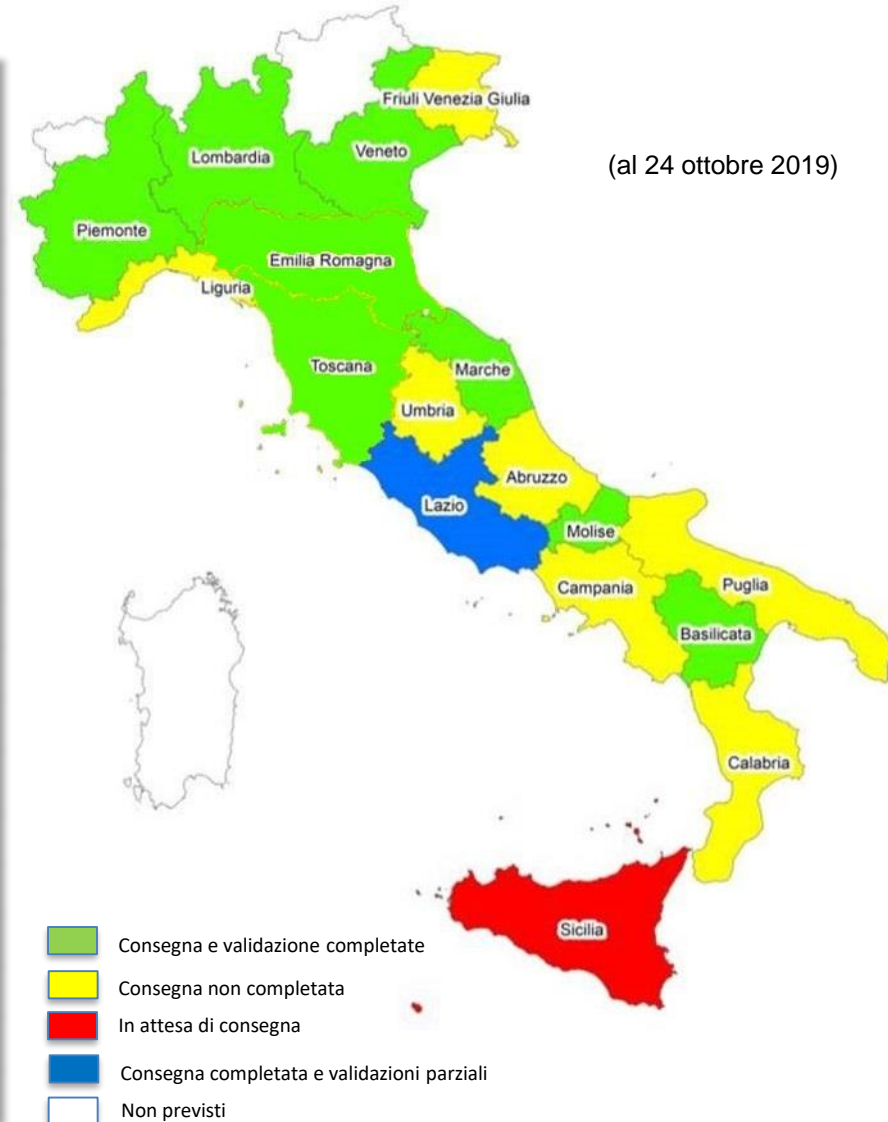 Friuli Venezia Giulia
Lombardia
Veneto
(al 24 ottobre 2019)
Piemonte
Emilia Romagna
Liguria
Toscana
Marche
Umbria
Abruzzo
Lazio
Molise
Campania
Puglia
Basilicata
Calabria
Sicilia
Consegna e validazione completate
Consegna non completata
In attesa di consegna
Consegna completata e validazioni parziali
Non previsti